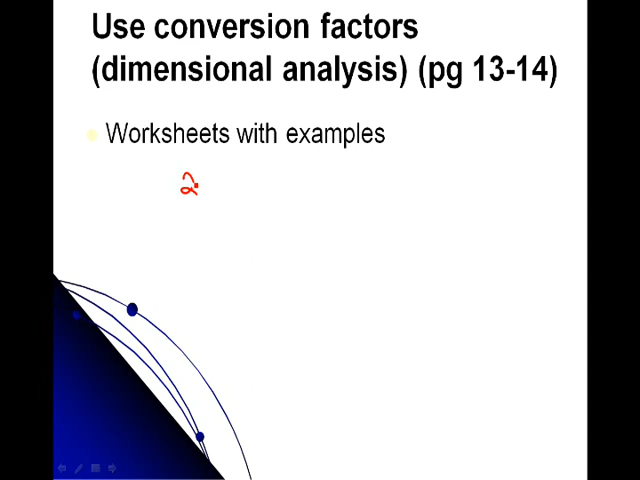 Use conversion factors
(dimensional analysis) (pg 13-14)
Worksheets with examples
2